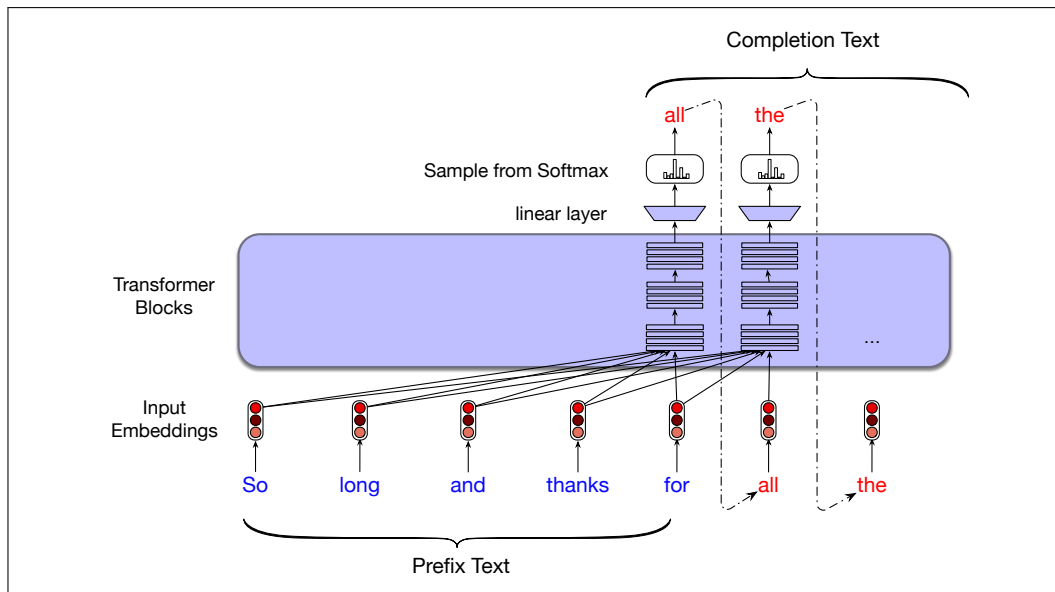 Completion Text
all the
Sample from Softmax
linear layer
Transformer
Blocks
...
Input
Embeddings
So long and thanks for all the
Prefix Text